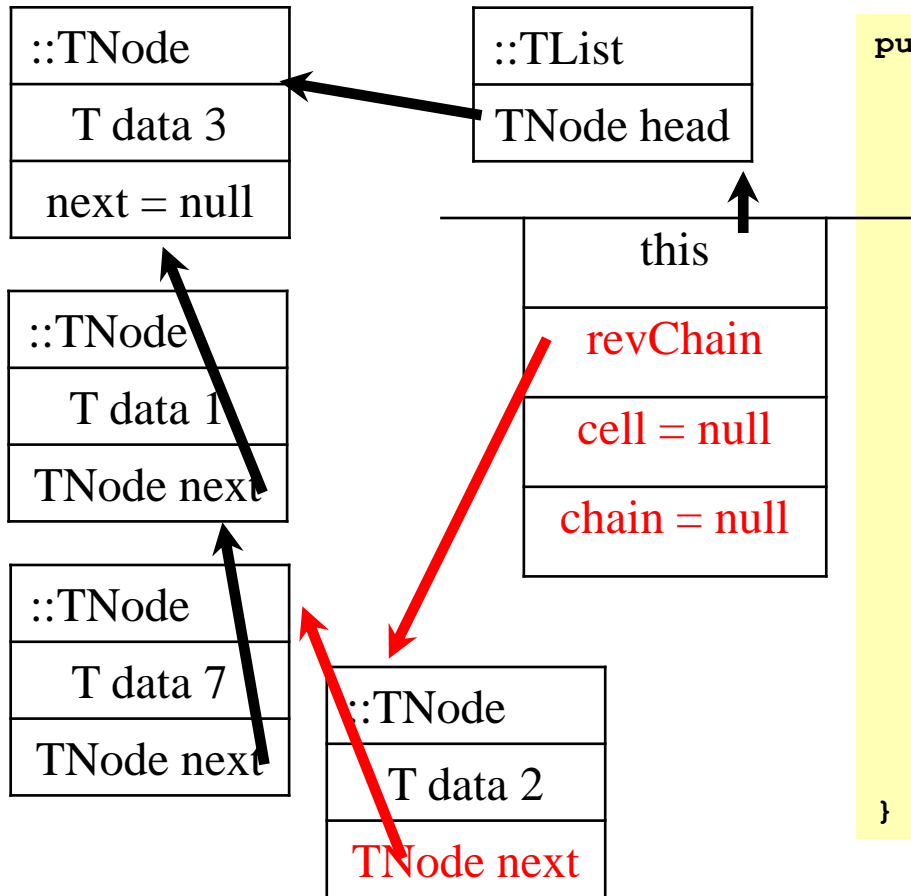 ::TNode
T data 3
next = null
::TList
TNode head
this
revChain
cell = null
chain = null
::TNode
T data 1
TNode next
::TNode
T data 7
TNode next
::TNode
T data 2
TNode next
pu
}